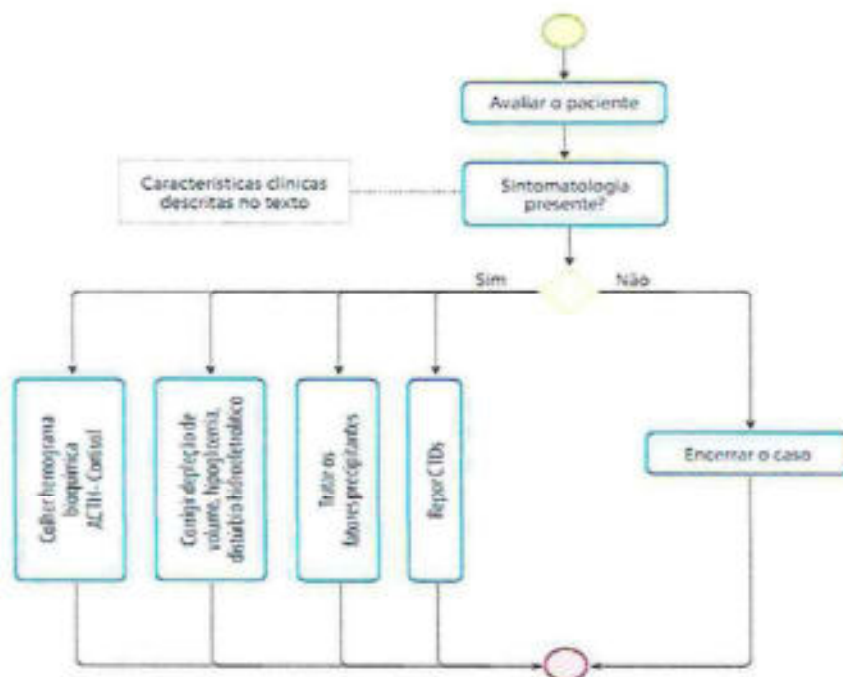 Avaliar o paciente
Características clínicas
descritas no texto
Sintomatologia
presente?
Sim
Não
Colher hemograma
bioquímica
ACTH - Cortisol
Corrigir depleção de
volume, hipoglicemia,
distúrbio hidroeletrolítico
Tratar os
fatores precipitantes
Repor CTDs
Encerrar o caso